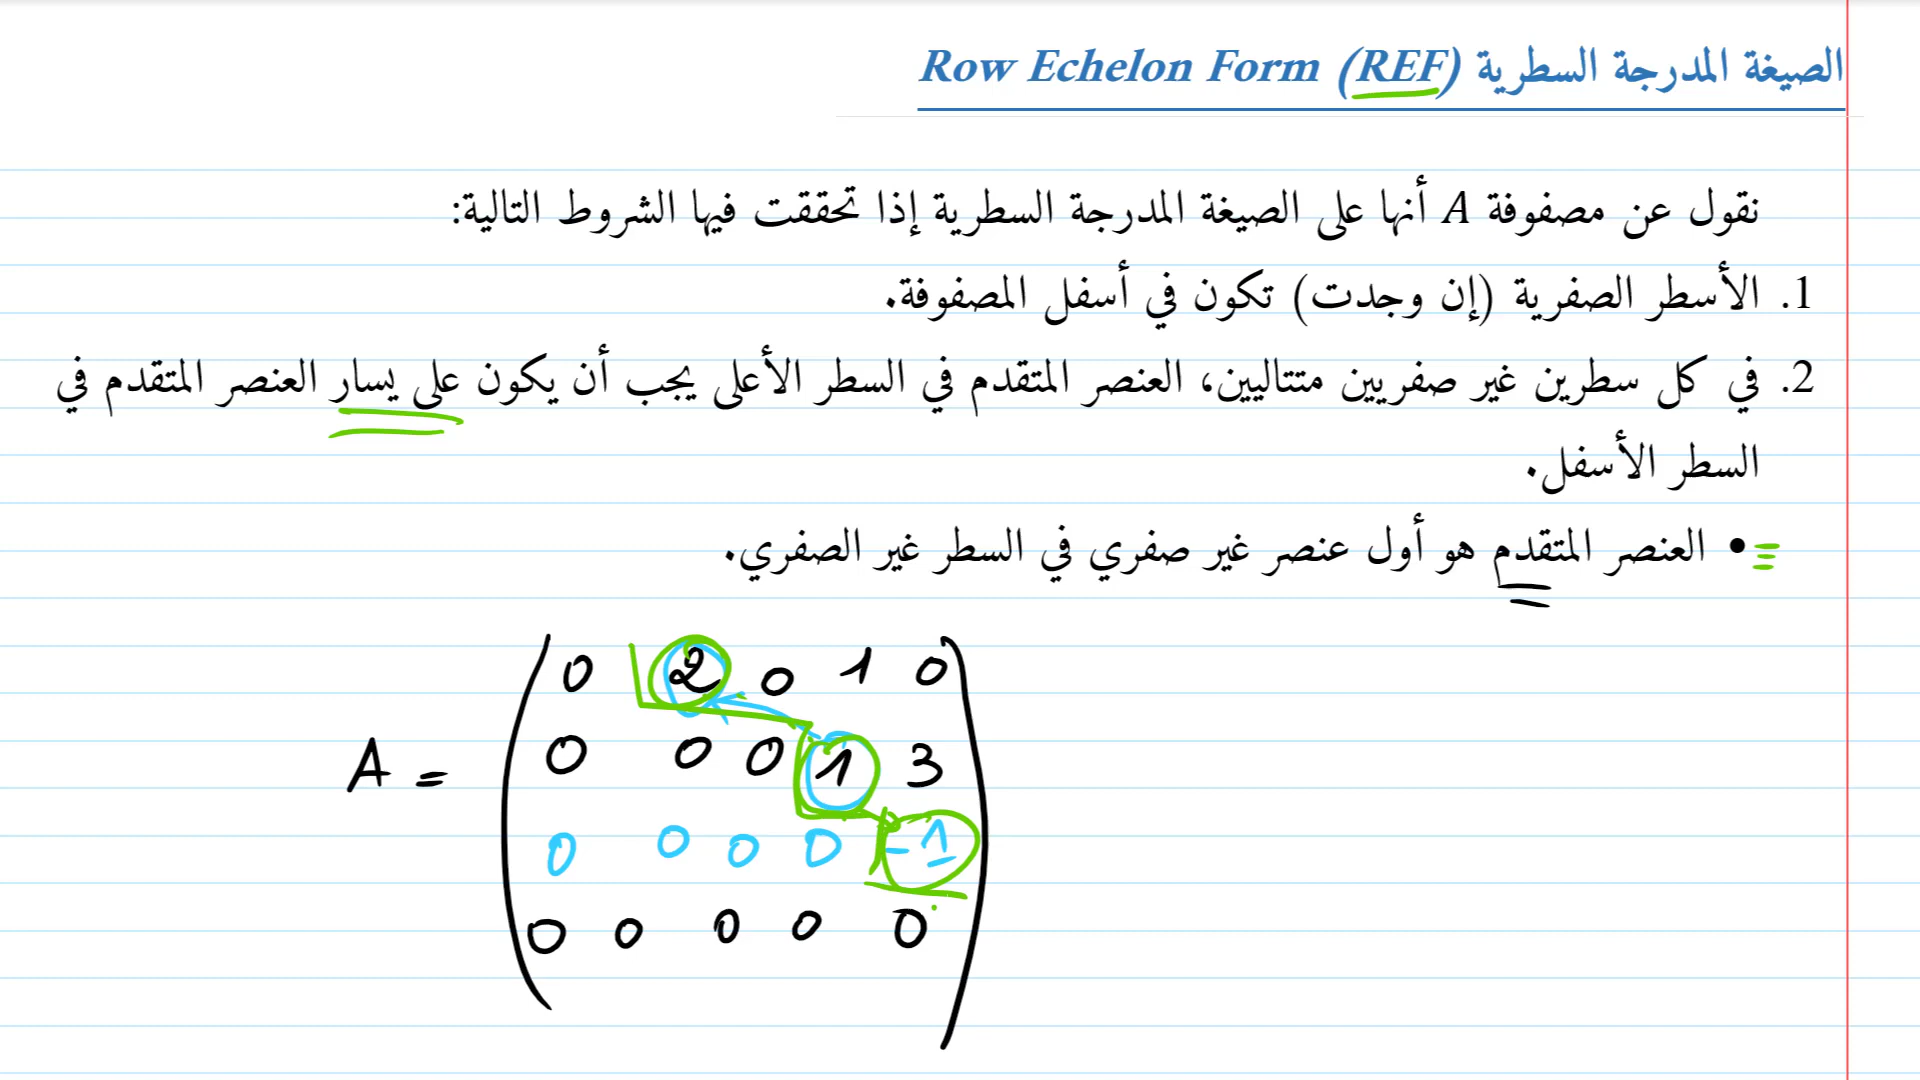 الصيغة المدرجة السطرية Row Echelon Form (REF)
نقول عن مصفوفة A أنها على الصيغة المدرجة السطرية إذا تحققت فيها الشروط التالية:
1. الأسطر الصفرية (إن وجدت) تكون في أسفل المصفوفة.
2. في كل سطرين غير صفريين متتاليين، العنصر المتقدم في السطر الأعلى يجب أن يكون على يسار العنصر المتقدم في
السطر الأسفل.
• العنصر المتقدم هو أول عنصر غير صفري في السطر غير الصفري.
0 2 0 1 0
A = 0 0 0 1 3
0 0 0 0 -1
0 0 0 0 0